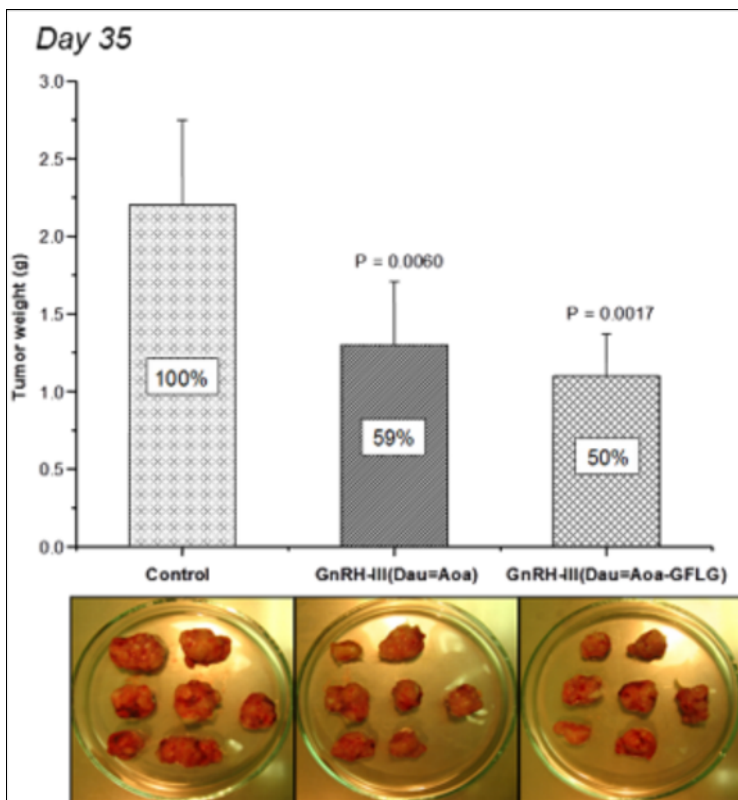 Day 35
3.0
2.5
2.0
1.5
1.0
0.5
0.0
Tumor weight (g)
P = 0.0060
P = 0.0017
100%
59%
50%
Control
GnRH-III(Dau=Aoa)
GnRH-III(Dau=Aoa-GFLG)